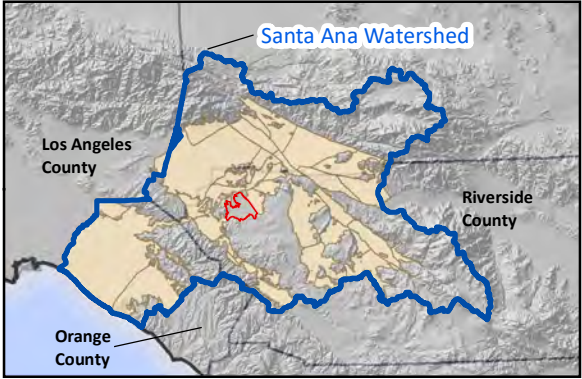 Santa Ana Watershed
Los Angeles
County
Riverside
County
Orange
County